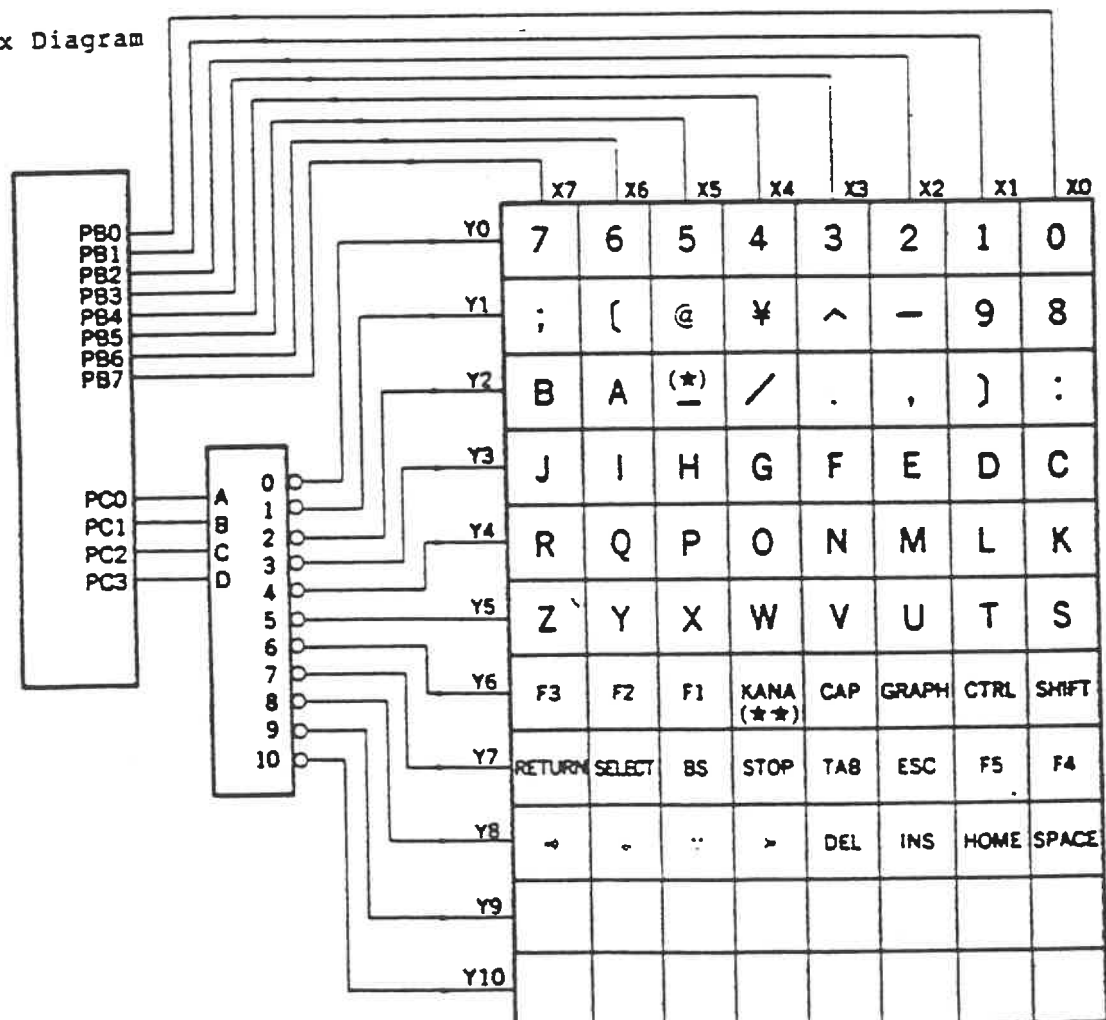 x Diagram
X7 X6 X5 X4 X3 X2 X1 X0
PB0
PB1
PB2
PB3
PB4
PB5
PB6
PB7
PC0 A
PC1 B
PC2 C
PC3 D
0
1
2
3
4
5
6
7
8
9
10
Y0 7 6 5 4 3 2 1 0
Y1 ; [ @ ¥ ^ — 9 8
Y2 B A (★) _ / . , ] :
Y3 J I H G F E D C
Y4 R Q P O N M L K
Y5 Z Y X W V U T S
Y6 F3 F2 F1 KANA (★★) CAP GRAPH CTRL SHIFT
Y7 RETURN SELECT BS STOP TAB ESC F5 F4
Y8 DEL INS HOME SPACE
Y9
Y10